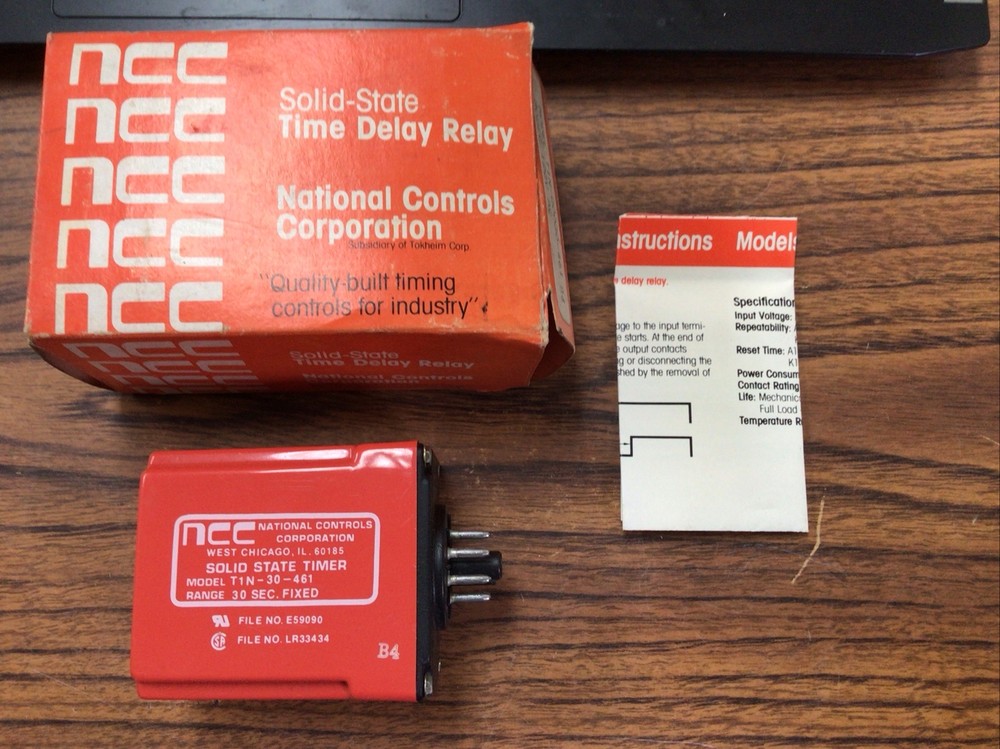 ncc
ncc
ncc
ncc
ncc
Solid-State
Time Delay Relay
National Controls
Corporation
Subsidiary of Tokheim Corp.
"Quality-built timing
controls for industry"
ncc
Solid-State
Time Delay Relay
National Controls
structions Models
delay relay.
Specification
Input Voltage:
Repeatability:
age to the input termi-
starts. At the end of
output contacts
g or disconnecting the
hed by the removal of
Reset Time: A1
K1
Power Consum
Contact Rating
Life: Mechanic
Full Load
Temperature R
ncc NATIONAL CONTROLS
CORPORATION
WEST CHICAGO, IL. 60185
SOLID STATE TIMER
MODEL T1N-30-461
RANGE 30 SEC. FIXED
FILE NO. E59090
FILE NO. LR33434
B4